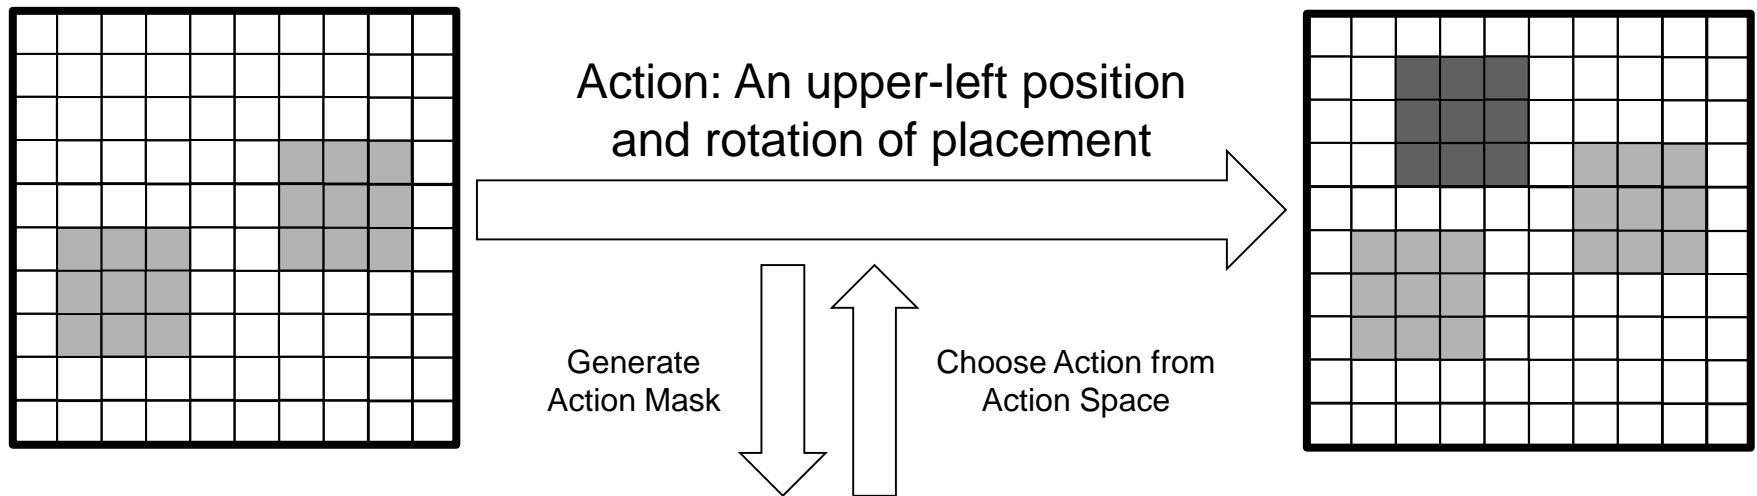 Action: An upper-left position
and rotation of placement
Generate
Action Mask
Choose Action from
Action Space